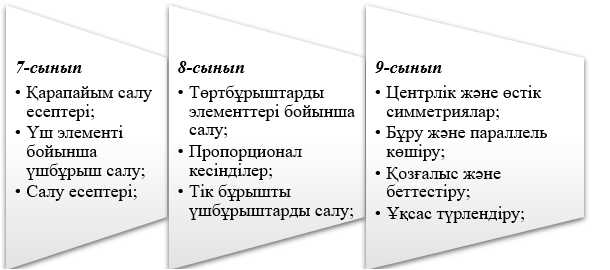 7-сынып
• Қарапайым салу
есептері;
• Үш элементі
бойынша
үшбұрыш салу;
• Салу есептері;
8-сынып
• Төртбұрыштарды
элементтері бойынша
салу;
• Пропорционал
кесінділер;
• Тік бұрышты
үшбұрыштарды салу;
9-сынып
• Центрлік және өстік
симметриялар;
• Бұру және параллель
көшіру;
• Қозғалыс және
беттестіру;
• Ұқсас түрлендіру;